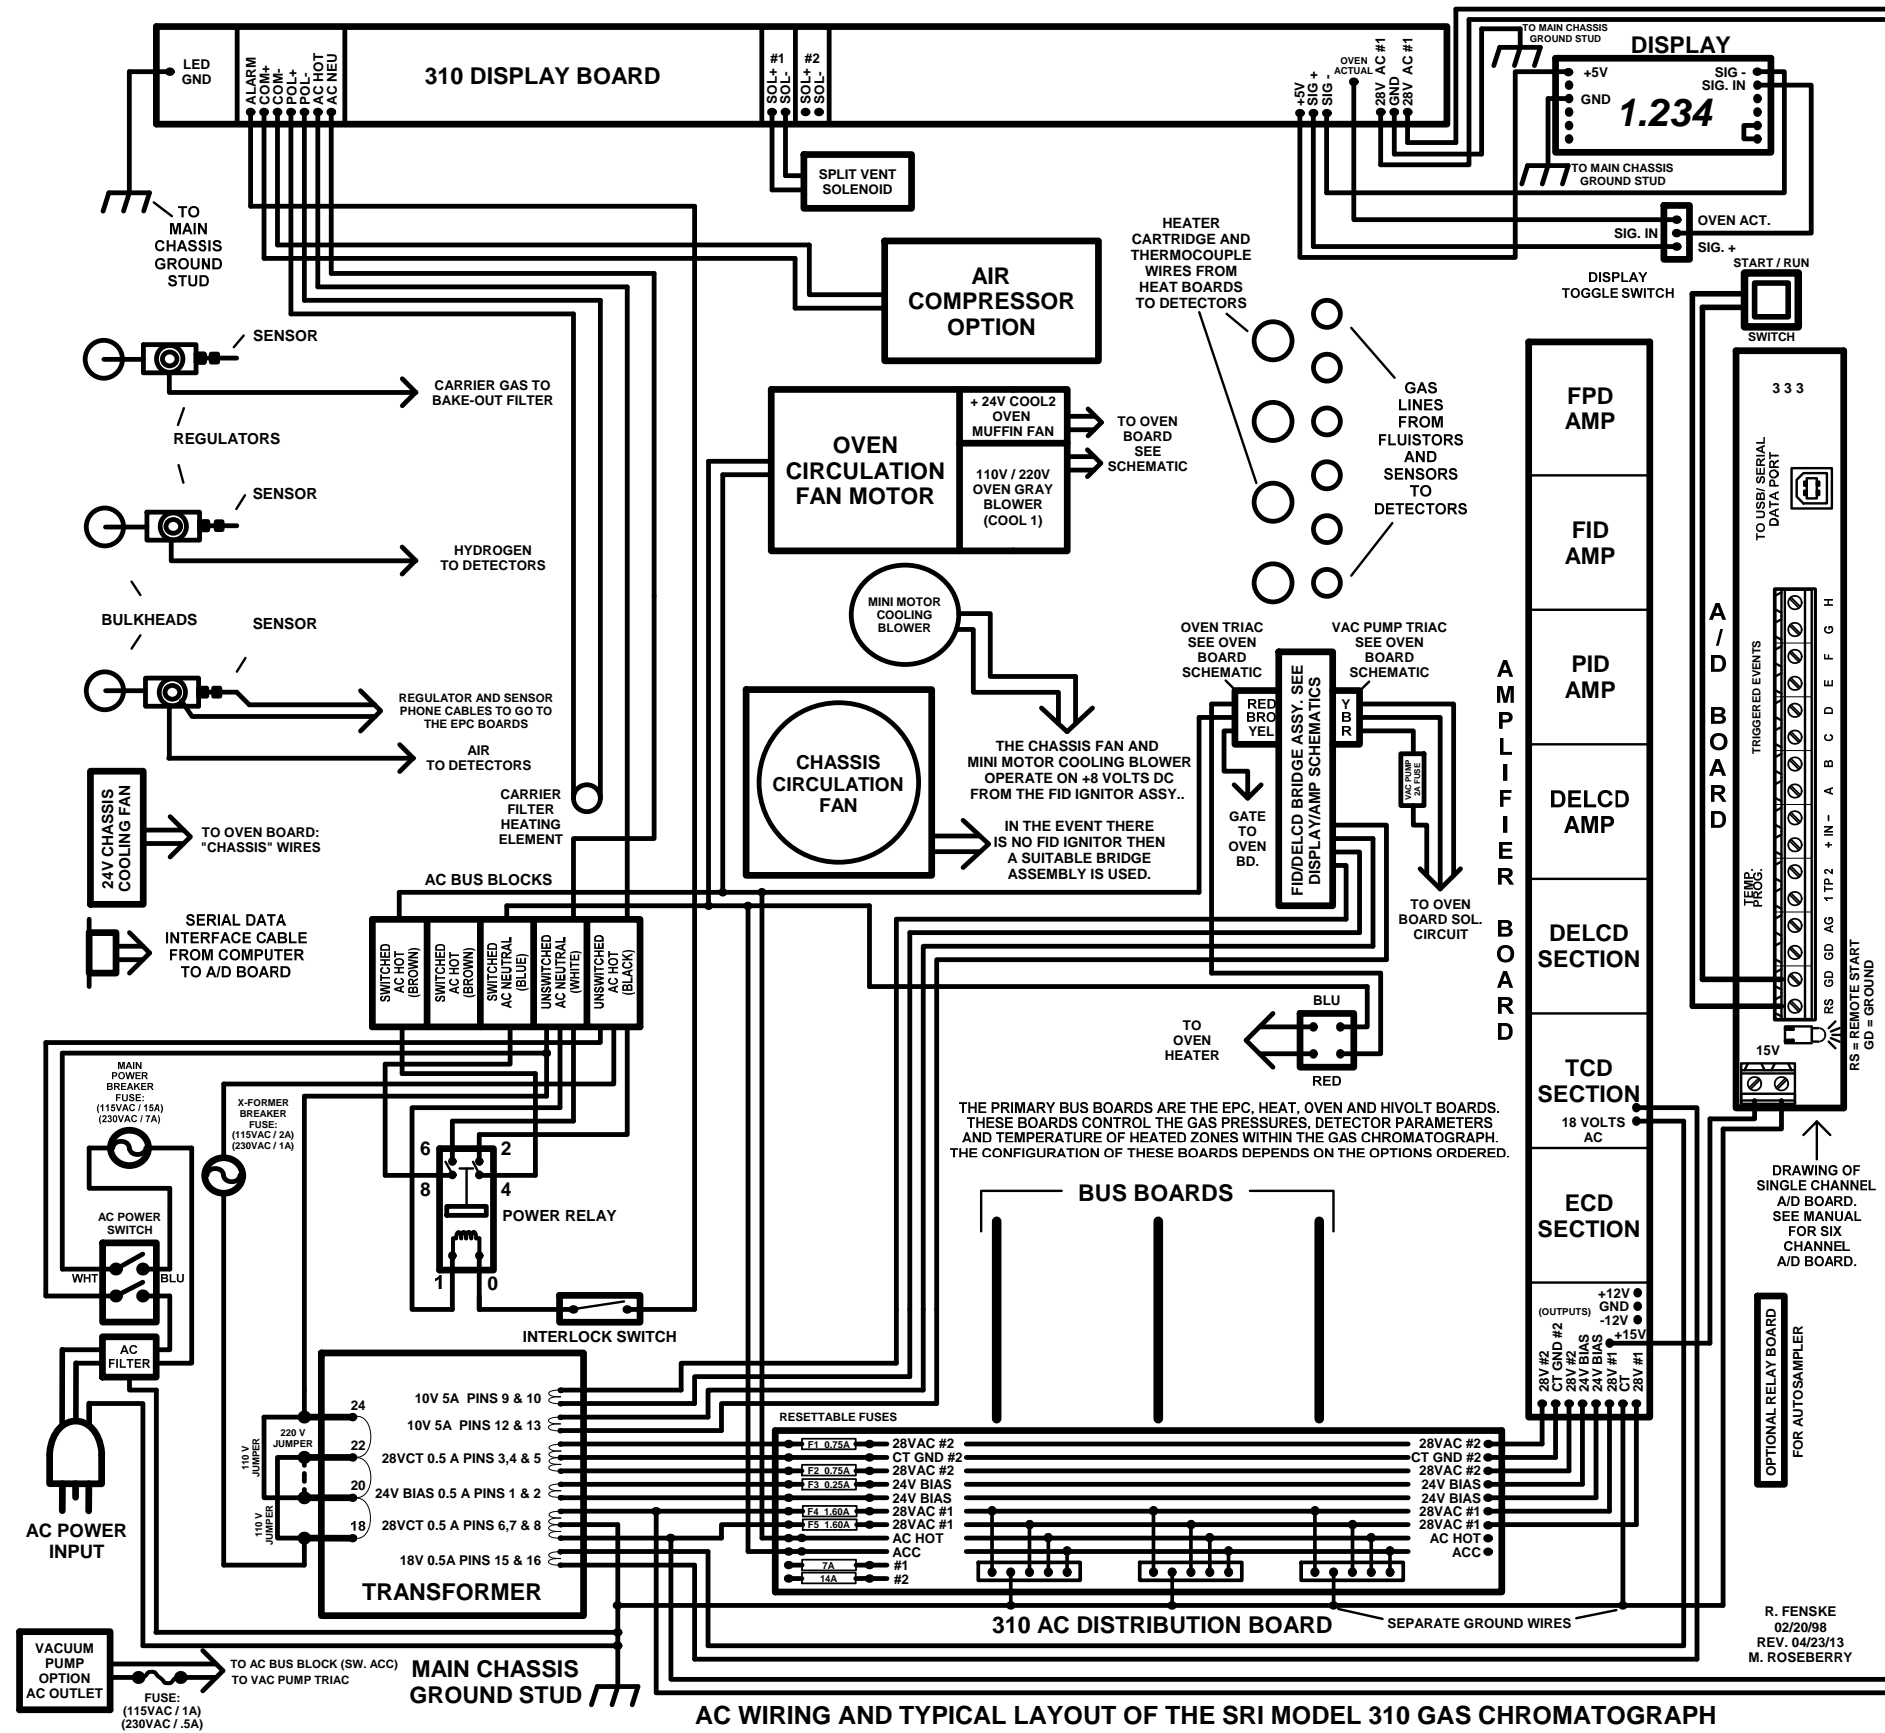 LED
GND
ALARM
COM+
COM-
POL+
POL-
AC HOT
AC NEU
310 DISPLAY BOARD
#1
SOL+
SOL-
#2
SOL+
SOL-
+5V
SIG +
SIG -
OVEN
ACTUAL
28V AC #1
GND
28V AC #1
TO MAIN CHASSIS
GROUND STUD
DISPLAY
+5V
GND
SIG -
SIG. IN
1.234
TO MAIN CHASSIS
GROUND STUD
SPLIT VENT
SOLENOID
TO
MAIN
CHASSIS
GROUND
STUD
AIR
COMPRESSOR
OPTION
HEATER
CARTRIDGE AND
THERMOCOUPLE
WIRES FROM
HEAT BOARDS
TO DETECTORS
OVEN ACT.
SIG. IN
SIG. +
DISPLAY
TOGGLE SWITCH
START / RUN
SWITCH
SENSOR
CARRIER GAS TO
BAKE-OUT FILTER
REGULATORS
SENSOR
HYDROGEN
TO DETECTORS
BULKHEADS
SENSOR
REGULATOR AND SENSOR
PHONE CABLES TO GO TO
THE EPC BOARDS
AIR
TO DETECTORS
OVEN
CIRCULATION
FAN MOTOR
+ 24V COOL2
OVEN
MUFFIN FAN
110V / 220V
OVEN GRAY
BLOWER
(COOL 1)
TO OVEN
BOARD
SEE
SCHEMATIC
GAS
LINES
FROM
FLUISTORS
AND
SENSORS
TO
DETECTORS
MINI MOTOR
COOLING
BLOWER
CHASSIS
CIRCULATION
FAN
THE CHASSIS FAN AND
MINI MOTOR COOLING BLOWER
OPERATE ON +8 VOLTS DC
FROM THE FID IGNITOR ASSY..
IN THE EVENT THERE
IS NO FID IGNITOR THEN
A SUITABLE BRIDGE
ASSEMBLY IS USED.
OVEN TRIAC
SEE OVEN
BOARD
SCHEMATIC
VAC PUMP TRIAC
SEE OVEN
BOARD
SCHEMATIC
RED
BRO
YEL
Y
B
R
FID/DELCD BRIDGE ASSY. SEE
DISPLAY/AMP SCHEMATICS
VAC PUMP
2A FUSE
GATE
TO
OVEN
BD.
TO OVEN
BOARD SOL.
CIRCUIT
AMPLIFIER BOARD
FPD
AMP
FID
AMP
PID
AMP
DELCD
AMP
DELCD
SECTION
TCD
SECTION
18 VOLTS
AC
ECD
SECTION
+12V
GND
-12V
+15V
(OUTPUTS)
28V #2
CT GND #2
28V #2
24V BIAS
24V BIAS
28V #1
CT
28V #1
333
TO USB/ SERIAL
DATA PORT
A/D BOARD
TRIGGERED EVENTS
H
G
F
E
D
C
B
A
+ IN -
TEMP.
PROG.
1 TP 2
AG
GD
GD
RS
RS = REMOTE START
GD = GROUND
15V
DRAWING OF
SINGLE CHANNEL
A/D BOARD.
SEE MANUAL
FOR SIX
CHANNEL
A/D BOARD.
OPTIONAL RELAY BOARD
FOR AUTOSAMPLER
24V CHASSIS
COOLING FAN
TO OVEN BOARD:
"CHASSIS" WIRES
SERIAL DATA
INTERFACE CABLE
FROM COMPUTER
TO A/D BOARD
CARRIER
FILTER
HEATING
ELEMENT
AC BUS BLOCKS
SWITCHED
AC HOT
(BROWN)
SWITCHED
AC HOT
(BROWN)
SWITCHED
AC NEUTRAL
(BLUE)
UNSWITCHED
AC NEUTRAL
(WHITE)
UNSWITCHED
AC HOT
(BLACK)
MAIN
POWER
BREAKER
FUSE:
(115VAC / 15A)
(230VAC / 7A)
X-FORMER
BREAKER
FUSE:
(115VAC / 2A)
(230VAC / 1A)
AC POWER
SWITCH
WHT
BLU
AC
FILTER
AC POWER
INPUT
6
2
8
4
1
0
POWER RELAY
INTERLOCK SWITCH
TO
OVEN
HEATER
BLU
RED
THE PRIMARY BUS BOARDS ARE THE EPC, HEAT, OVEN AND HIVOLT BOARDS.
THESE BOARDS CONTROL THE GAS PRESSURES, DETECTOR PARAMETERS
AND TEMPERATURE OF HEATED ZONES WITHIN THE GAS CHROMATOGRAPH.
THE CONFIGURATION OF THESE BOARDS DEPENDS ON THE OPTIONS ORDERED.
BUS BOARDS
110 V
JUMPER
220 V
JUMPER
110 V
JUMPER
24
22
20
18
10V 5A PINS 9 & 10
10V 5A PINS 12 & 13
28VCT 0.5 A PINS 3,4 & 5
24V BIAS 0.5 A PINS 1 & 2
28VCT 0.5 A PINS 6,7 & 8
18V 0.5A PINS 15 & 16
TRANSFORMER
RESETTABLE FUSES
F1 0.75A
F2 0.75A
F3 0.25A
F4 1.60A
F5 1.60A
7A
14A
28VAC #2
CT GND #2
28VAC #2
24V BIAS
24V BIAS
28VAC #1
28VAC #1
AC HOT
ACC
#1
#2
28VAC #2
CT GND #2
28VAC #2
24V BIAS
24V BIAS
28VAC #1
28VAC #1
AC HOT
ACC
310 AC DISTRIBUTION BOARD
SEPARATE GROUND WIRES
R. FENSKE
02/20/98
REV. 04/23/13
M. ROSEBERRY
VACUUM
PUMP
OPTION
AC OUTLET
TO AC BUS BLOCK (SW. ACC)
TO VAC PUMP TRIAC
FUSE:
(115VAC / 1A)
(230VAC / .5A)
MAIN CHASSIS
GROUND STUD
AC WIRING AND TYPICAL LAYOUT OF THE SRI MODEL 310 GAS CHROMATOGRAPH